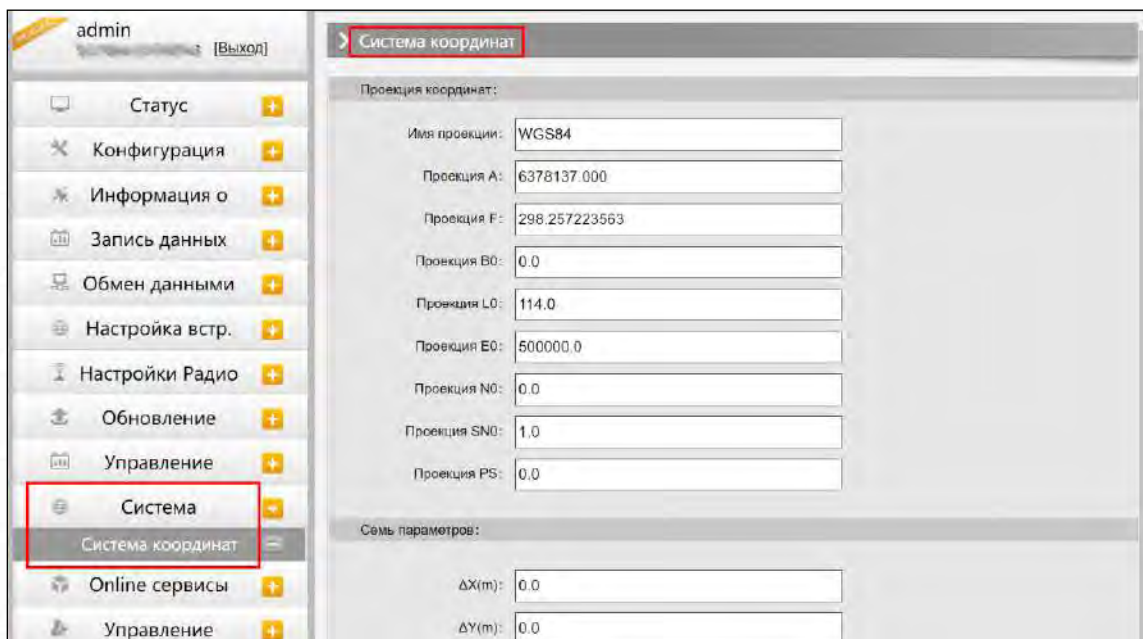 admin
[Выход]
Статус
Конфигурация
Информация о
Запись данных
Обмен данными
Настройка встр.
Настройки Радио
Обновление
Управление
Система
Система координат
Online сервисы
Управление
Система координат
Проекция координат:
Имя проекции: WGS84
Проекция A: 6378137.000
Проекция F: 298.257223563
Проекция B0: 0.0
Проекция L0: 114.0
Проекция E0: 500000.0
Проекция N0: 0.0
Проекция SN0: 1.0
Проекция PS: 0.0
Семь параметров:
ΔX(m): 0.0
ΔY(m): 0.0